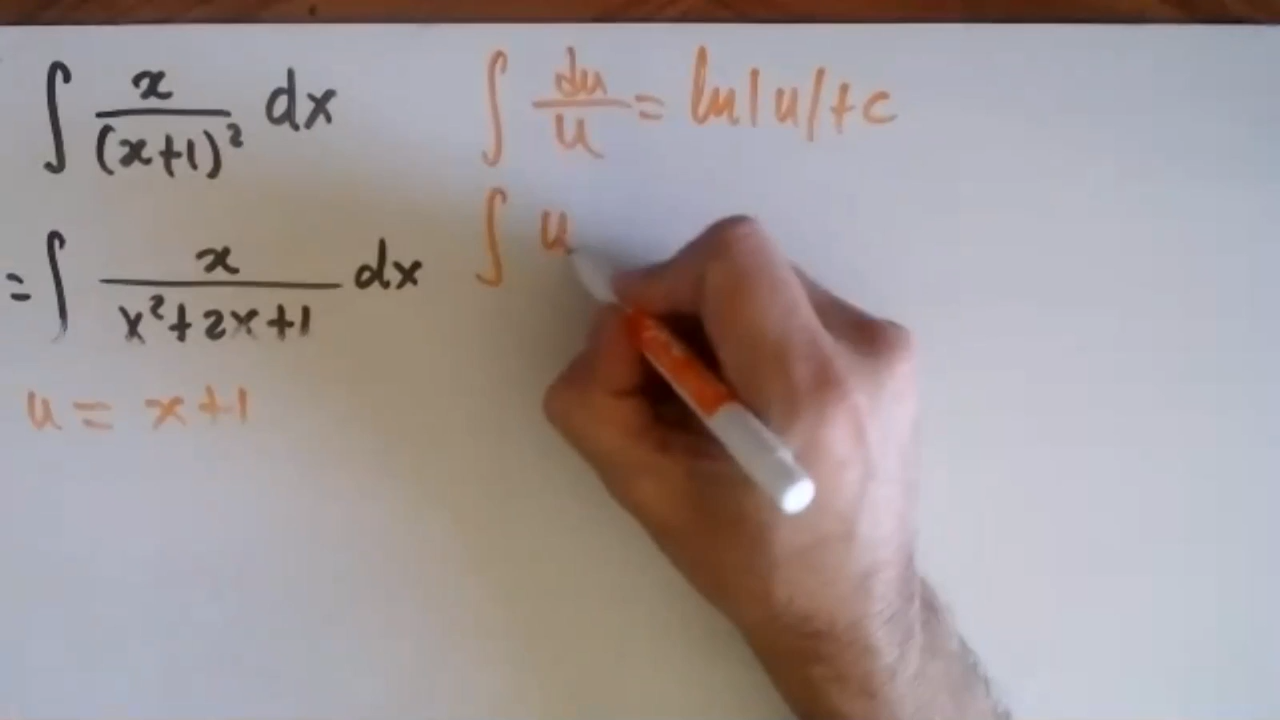 ∫ x/(x+1)² dx
= ∫ x/(x²+2x+1) dx
u = x+1
∫ du/u = ln|u|+c
∫ u